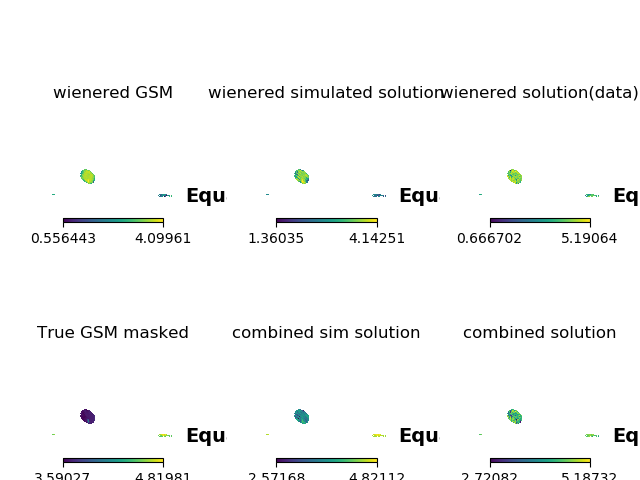 wienered GSM
wienered simulated solution
wienered solution(data)
Equ
Equ
Eq
0.556443 4.09961
1.36035 4.14251
0.666702 5.19064
True GSM masked
combined sim solution
combined solution
Equ
Equ
Eq
3.59027 4.81981
2.57168 4.82112
2.72082 5.18732